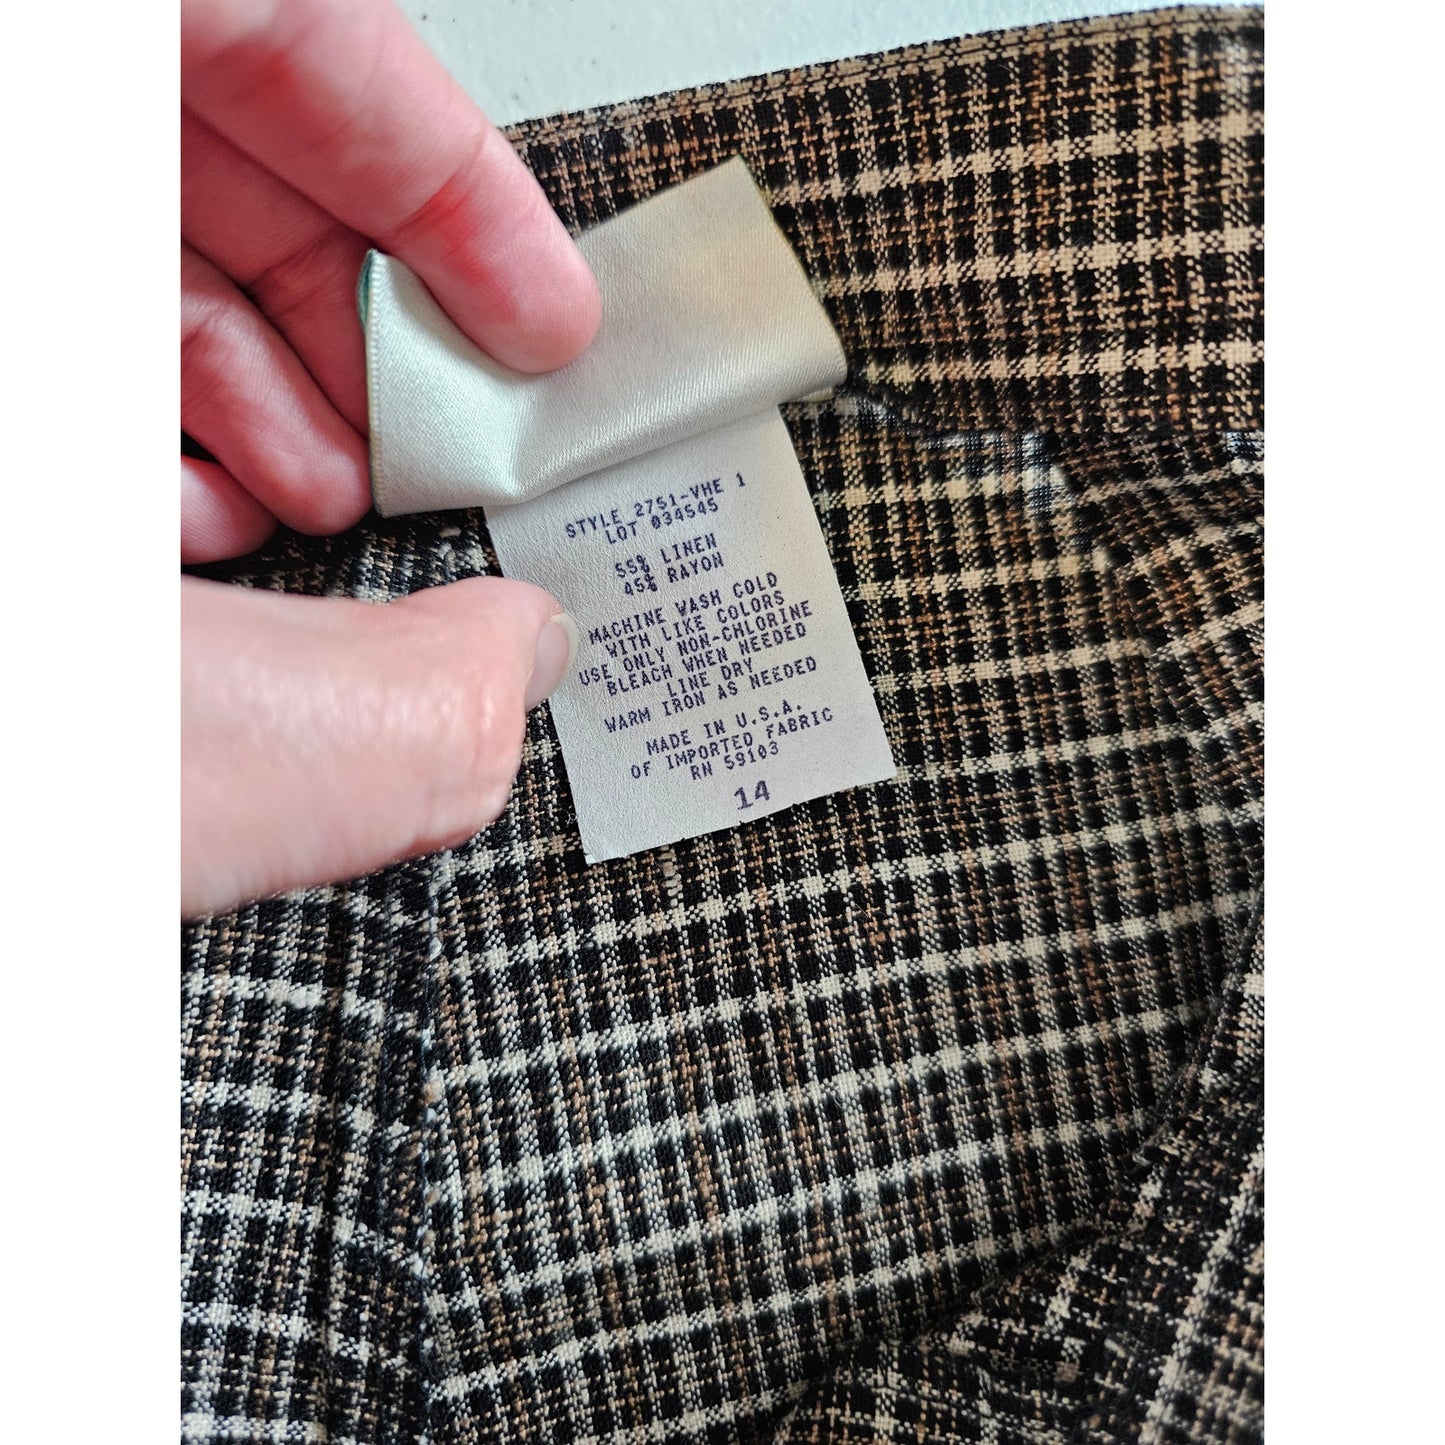 STYLE 2751-VHE 1
LOT 034545
55% LINEN
45% RAYON
MACHINE WASH COLD
WITH LIKE COLORS
USE ONLY NON-CHLORINE
BLEACH WHEN NEEDED
LINE DRY
WARM IRON AS NEEDED
MADE IN U.S.A.
OF IMPORTED FABRIC
RN 59103
14